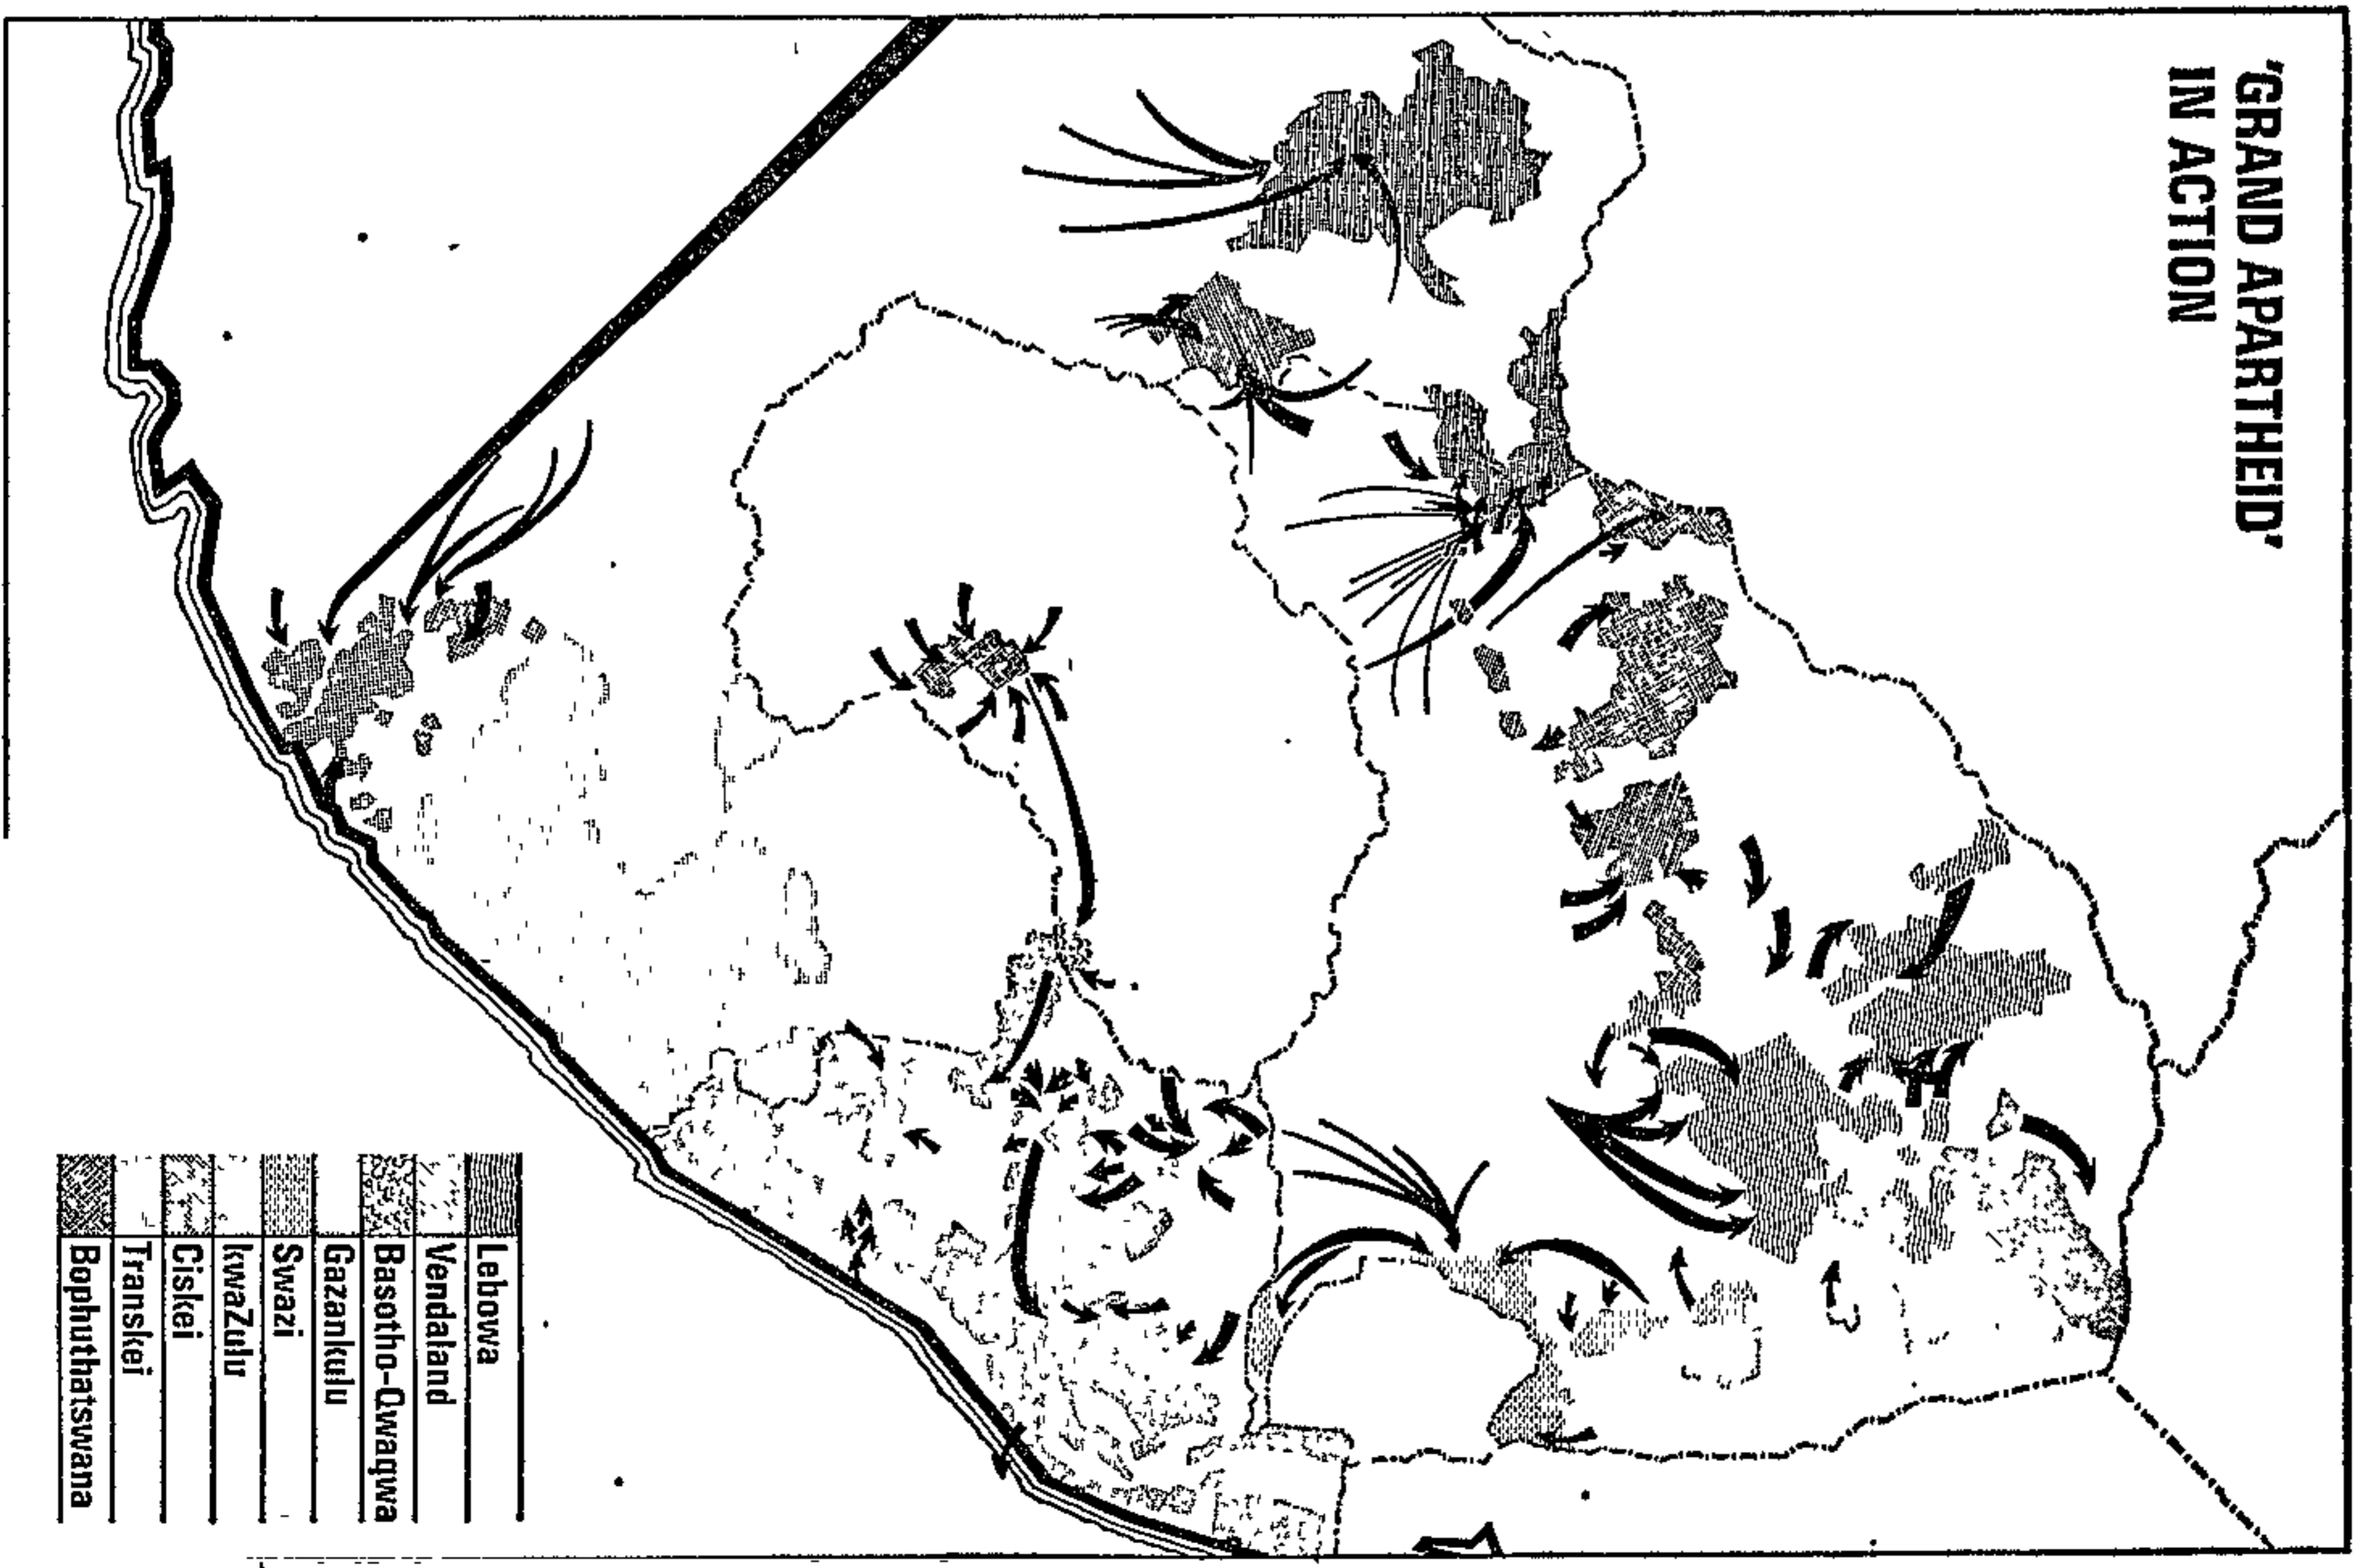 'GRAND APARTHEID'
IN ACTION
Lebowa
Vendaland
Basotho-Qwaqwa
Gazankulu
Swazi
kwaZulu
Ciskei
Transkei
Bophuthatswana